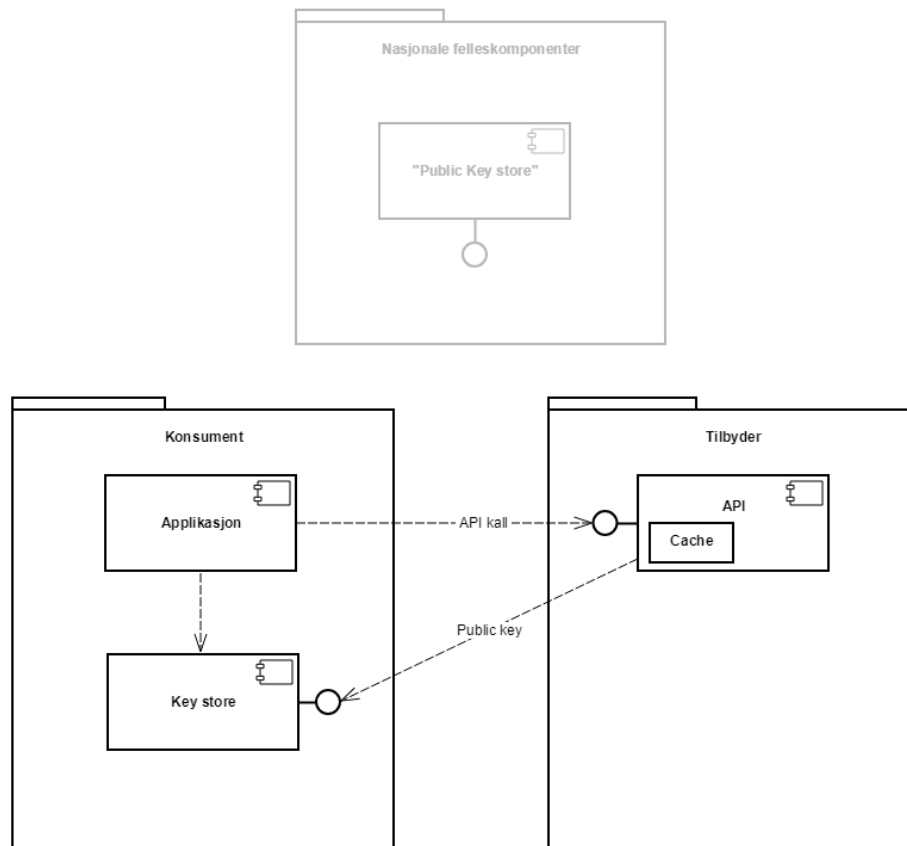 Nasjonale felleskomponenter
"Public Key store"
Konsument
Tilbyder
Applikasjon
API kall
API
Cache
Public key
Key store